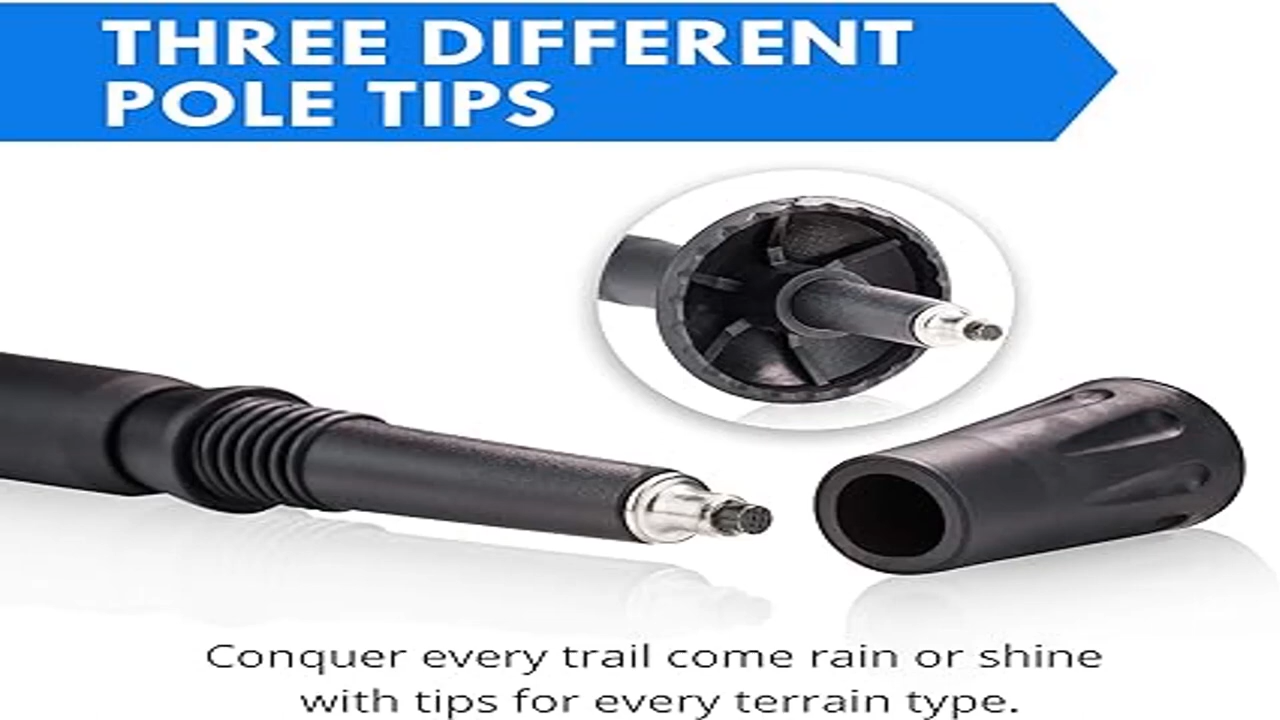 THREE DIFFERENT
POLE TIPS
Conquer every trail come rain or shine
with tips for every terrain type.